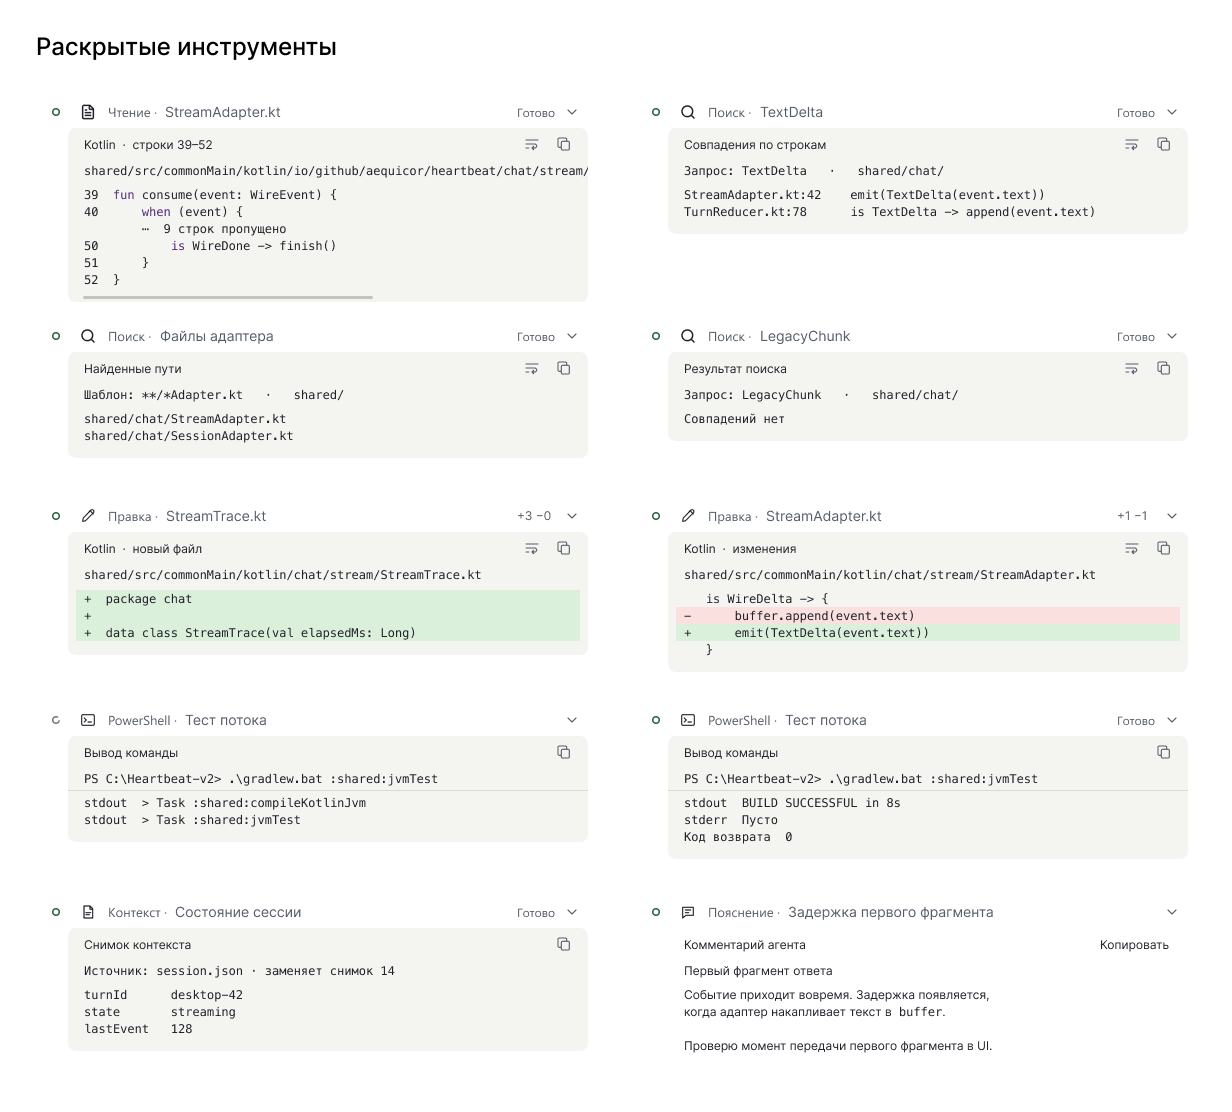 Раскрытые инструменты
Чтение · StreamAdapter.kt Готово
Kotlin · строки 39–52
shared/src/commonMain/kotlin/io/github/aequicor/heartbeat/chat/stream/
39 fun consume(event: WireEvent) {
40 when (event) {
⋯ 9 строк пропущено
50 is WireDone -> finish()
51 }
52 }
Поиск · TextDelta Готово
Совпадения по строкам
Запрос: TextDelta · shared/chat/
StreamAdapter.kt:42 emit(TextDelta(event.text))
TurnReducer.kt:78 is TextDelta -> append(event.text)
Поиск · Файлы адаптера Готово
Найденные пути
Шаблон: **/*Adapter.kt · shared/
shared/chat/StreamAdapter.kt
shared/chat/SessionAdapter.kt
Поиск · LegacyChunk Готово
Результат поиска
Запрос: LegacyChunk · shared/chat/
Совпадений нет
Правка · StreamTrace.kt +3 −0
Kotlin · новый файл
shared/src/commonMain/kotlin/chat/stream/StreamTrace.kt
+ package chat
+
+ data class StreamTrace(val elapsedMs: Long)
Правка · StreamAdapter.kt +1 −1
Kotlin · изменения
shared/src/commonMain/kotlin/chat/stream/StreamAdapter.kt
is WireDelta -> {
− buffer.append(event.text)
+ emit(TextDelta(event.text))
}
PowerShell · Тест потока
Вывод команды
PS C:\Heartbeat-v2> .\gradlew.bat :shared:jvmTest
stdout > Task :shared:compileKotlinJvm
stdout > Task :shared:jvmTest
PowerShell · Тест потока Готово
Вывод команды
PS C:\Heartbeat-v2> .\gradlew.bat :shared:jvmTest
stdout BUILD SUCCESSFUL in 8s
stderr Пусто
Код возврата 0
Контекст · Состояние сессии Готово
Снимок контекста
Источник: session.json · заменяет снимок 14
turnId desktop-42
state streaming
lastEvent 128
Пояснение · Задержка первого фрагмента
Комментарий агента Копировать
Первый фрагмент ответа
Событие приходит вовремя. Задержка появляется,
когда адаптер накапливает текст в buffer.
Проверю момент передачи первого фрагмента в UI.